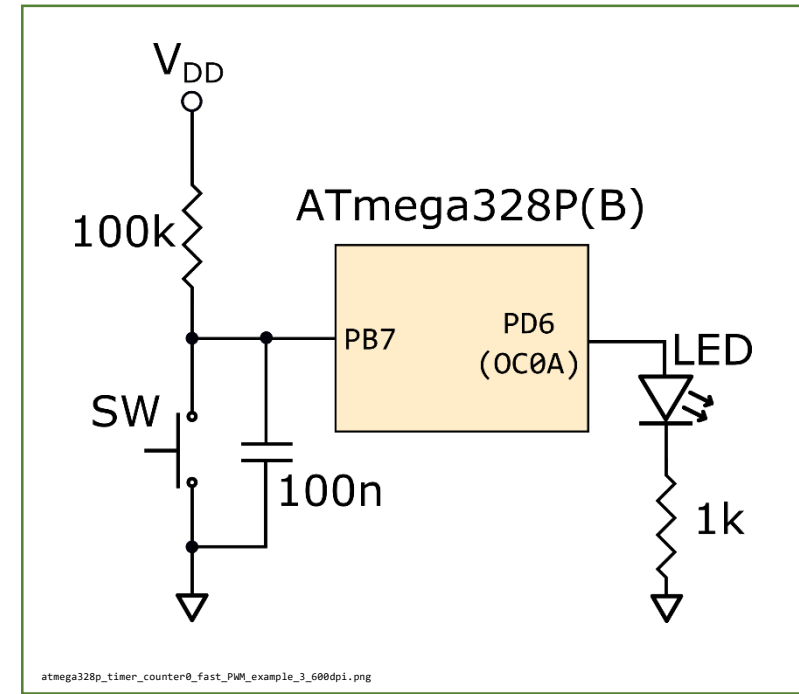 VDD
100k
ATmega328P(B)
PB7
PD6
(OC0A)
LED
SW
100n
1k
atmega328p_timer_counter0_fast_PWM_example_3_600dpi.png